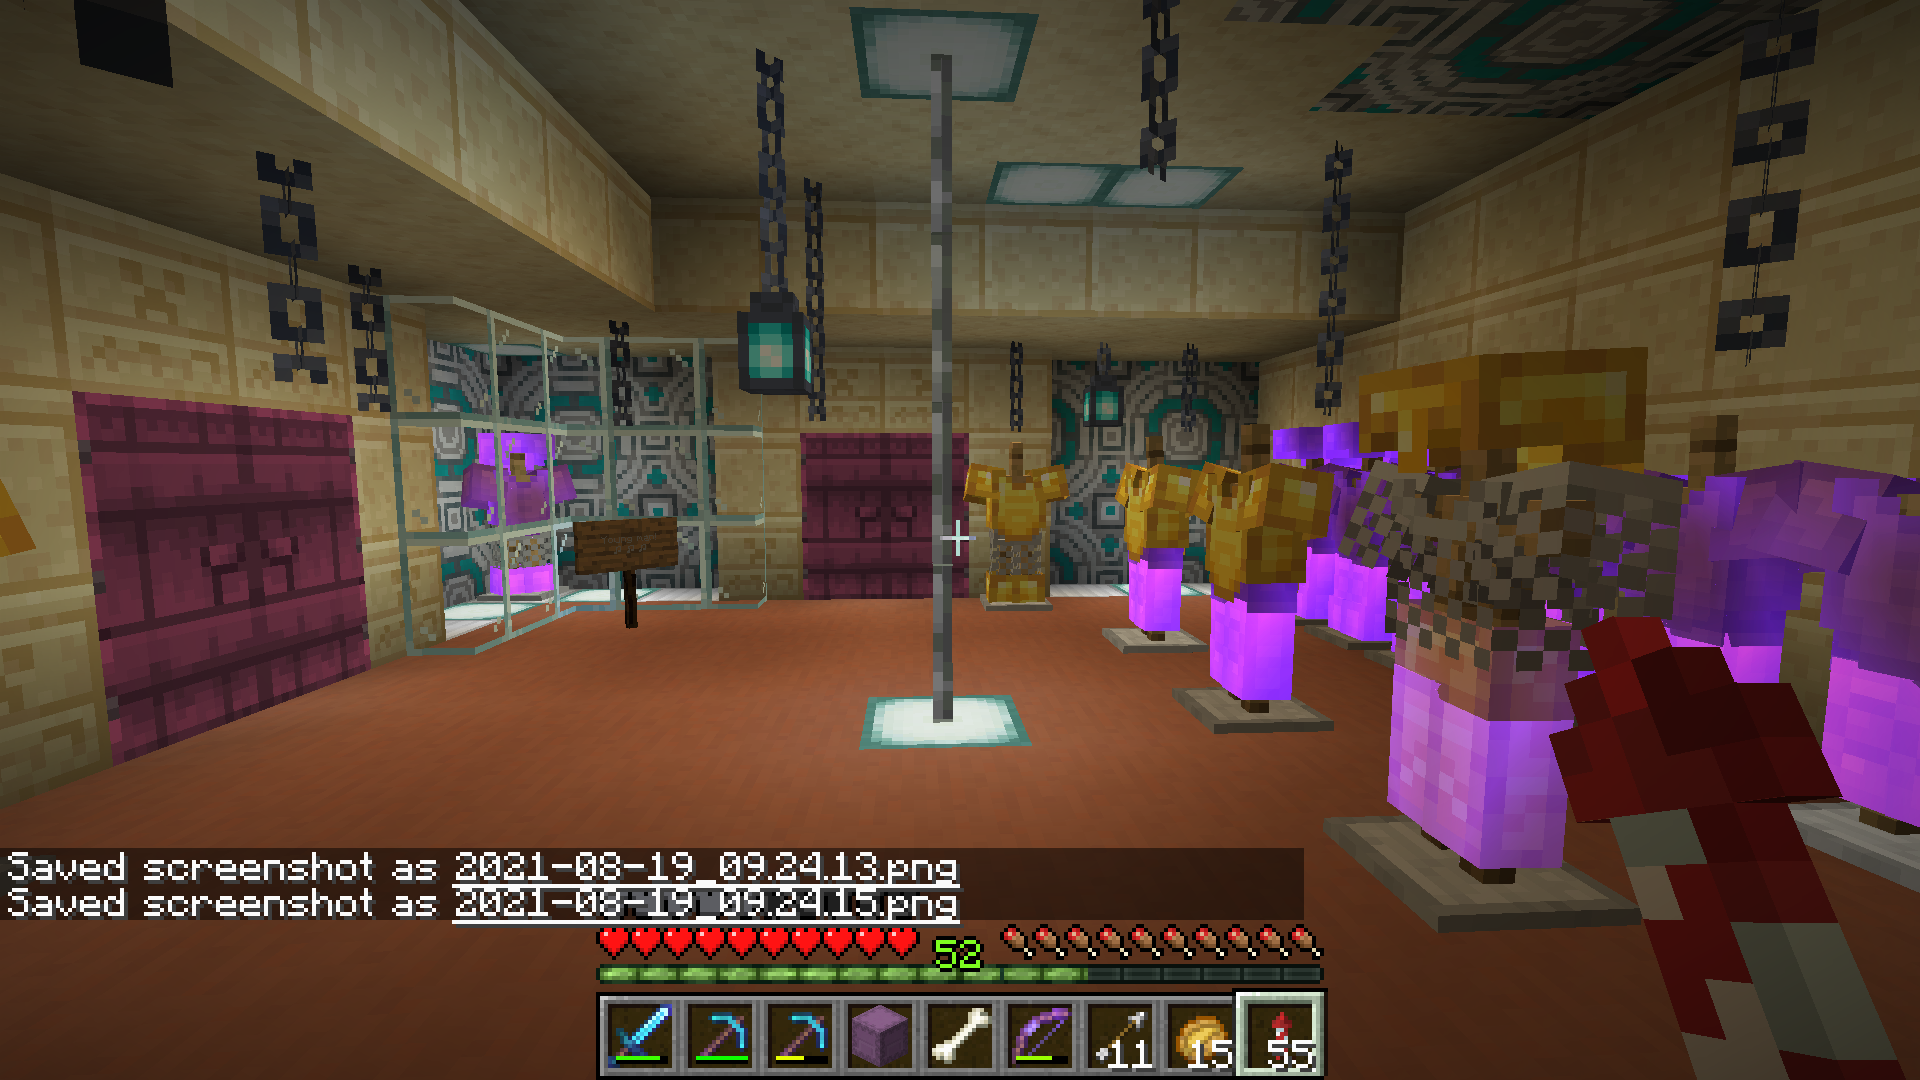 Saved screenshot as 2021-08-19_09.24.13.png
Saved screenshot as 2021-08-19_09.24.15.png
52
11 15 55